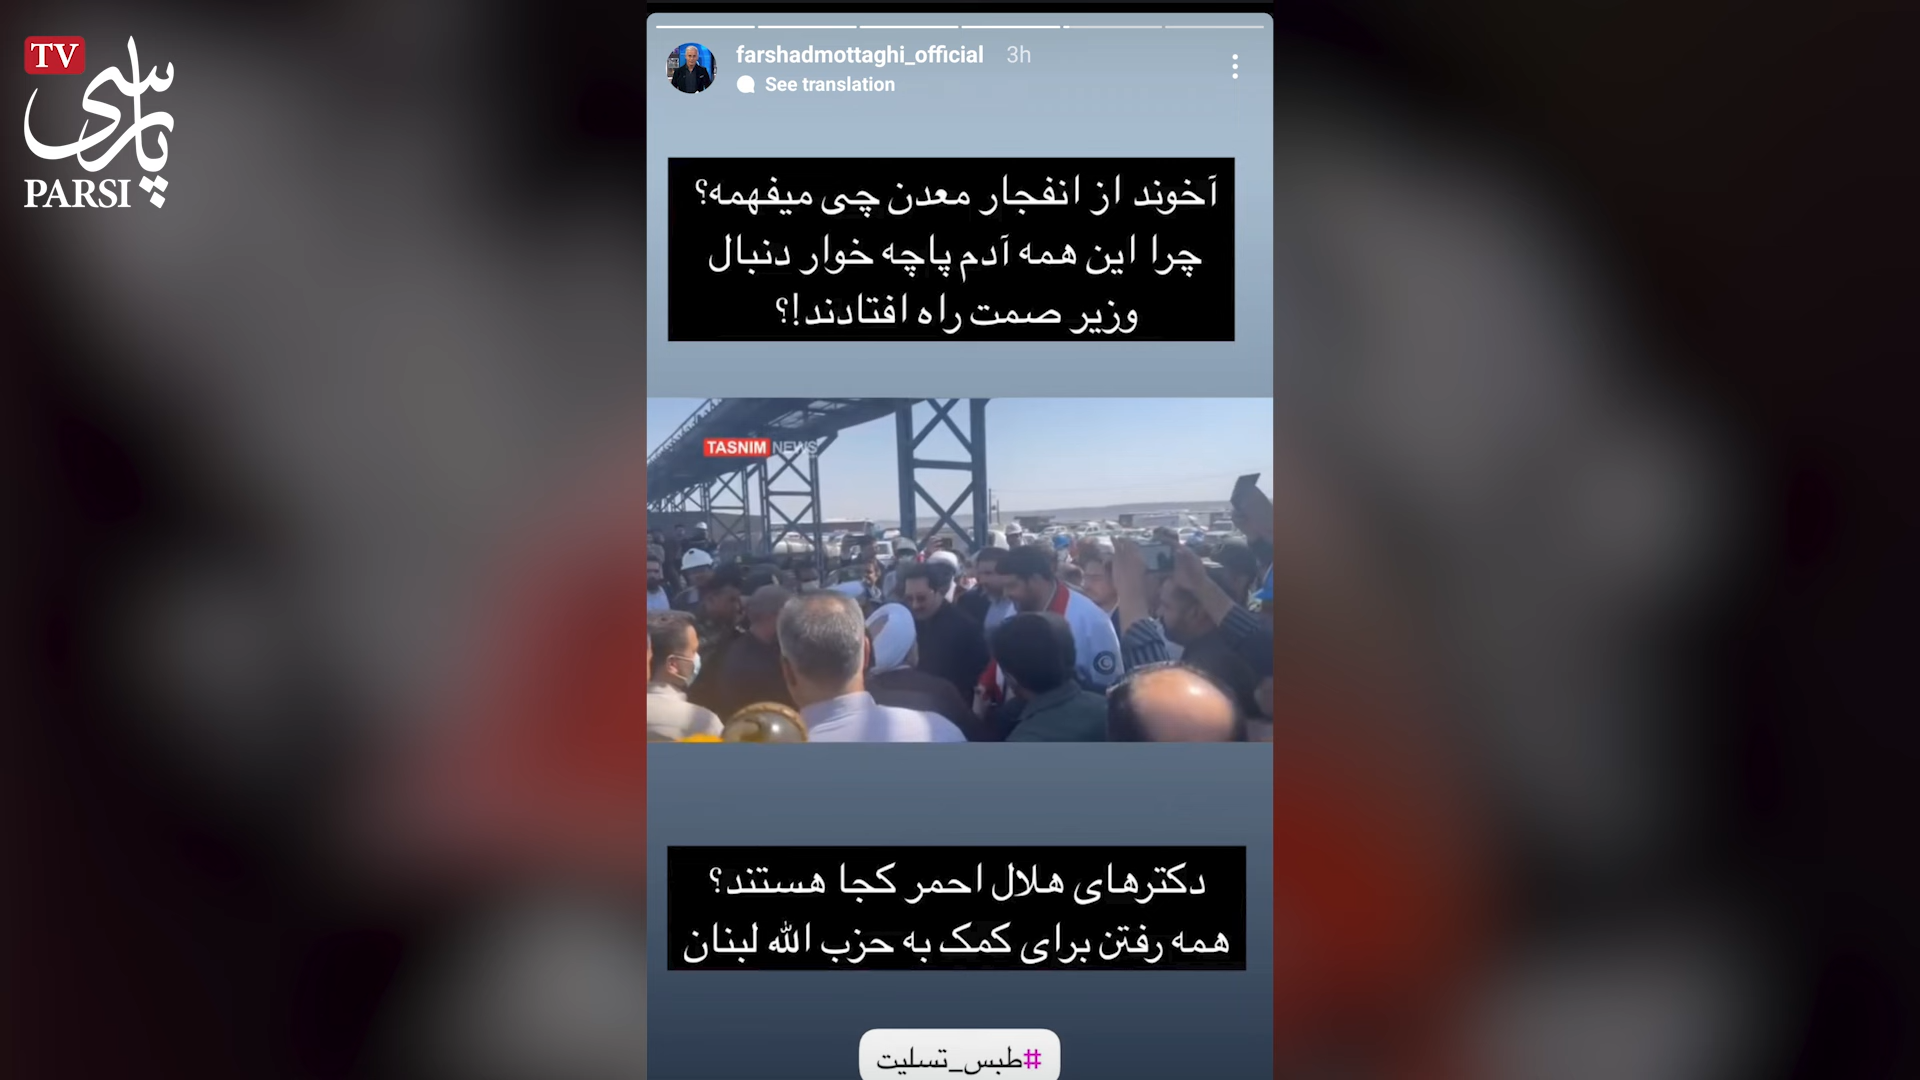 TV
پارسی
PARSI
farshadmottaghi_official 3h
See translation
آخوند از انفجار معدن چی میفهمه؟
چرا این همه آدم پاچه خوار دنبال
وزیر صمت راه افتادند!؟
TASNIM NEWS
دکترهای هلال احمر کجا هستند؟
همه رفتن برای کمک به حزب الله لبنان
#طبس_تسلیت